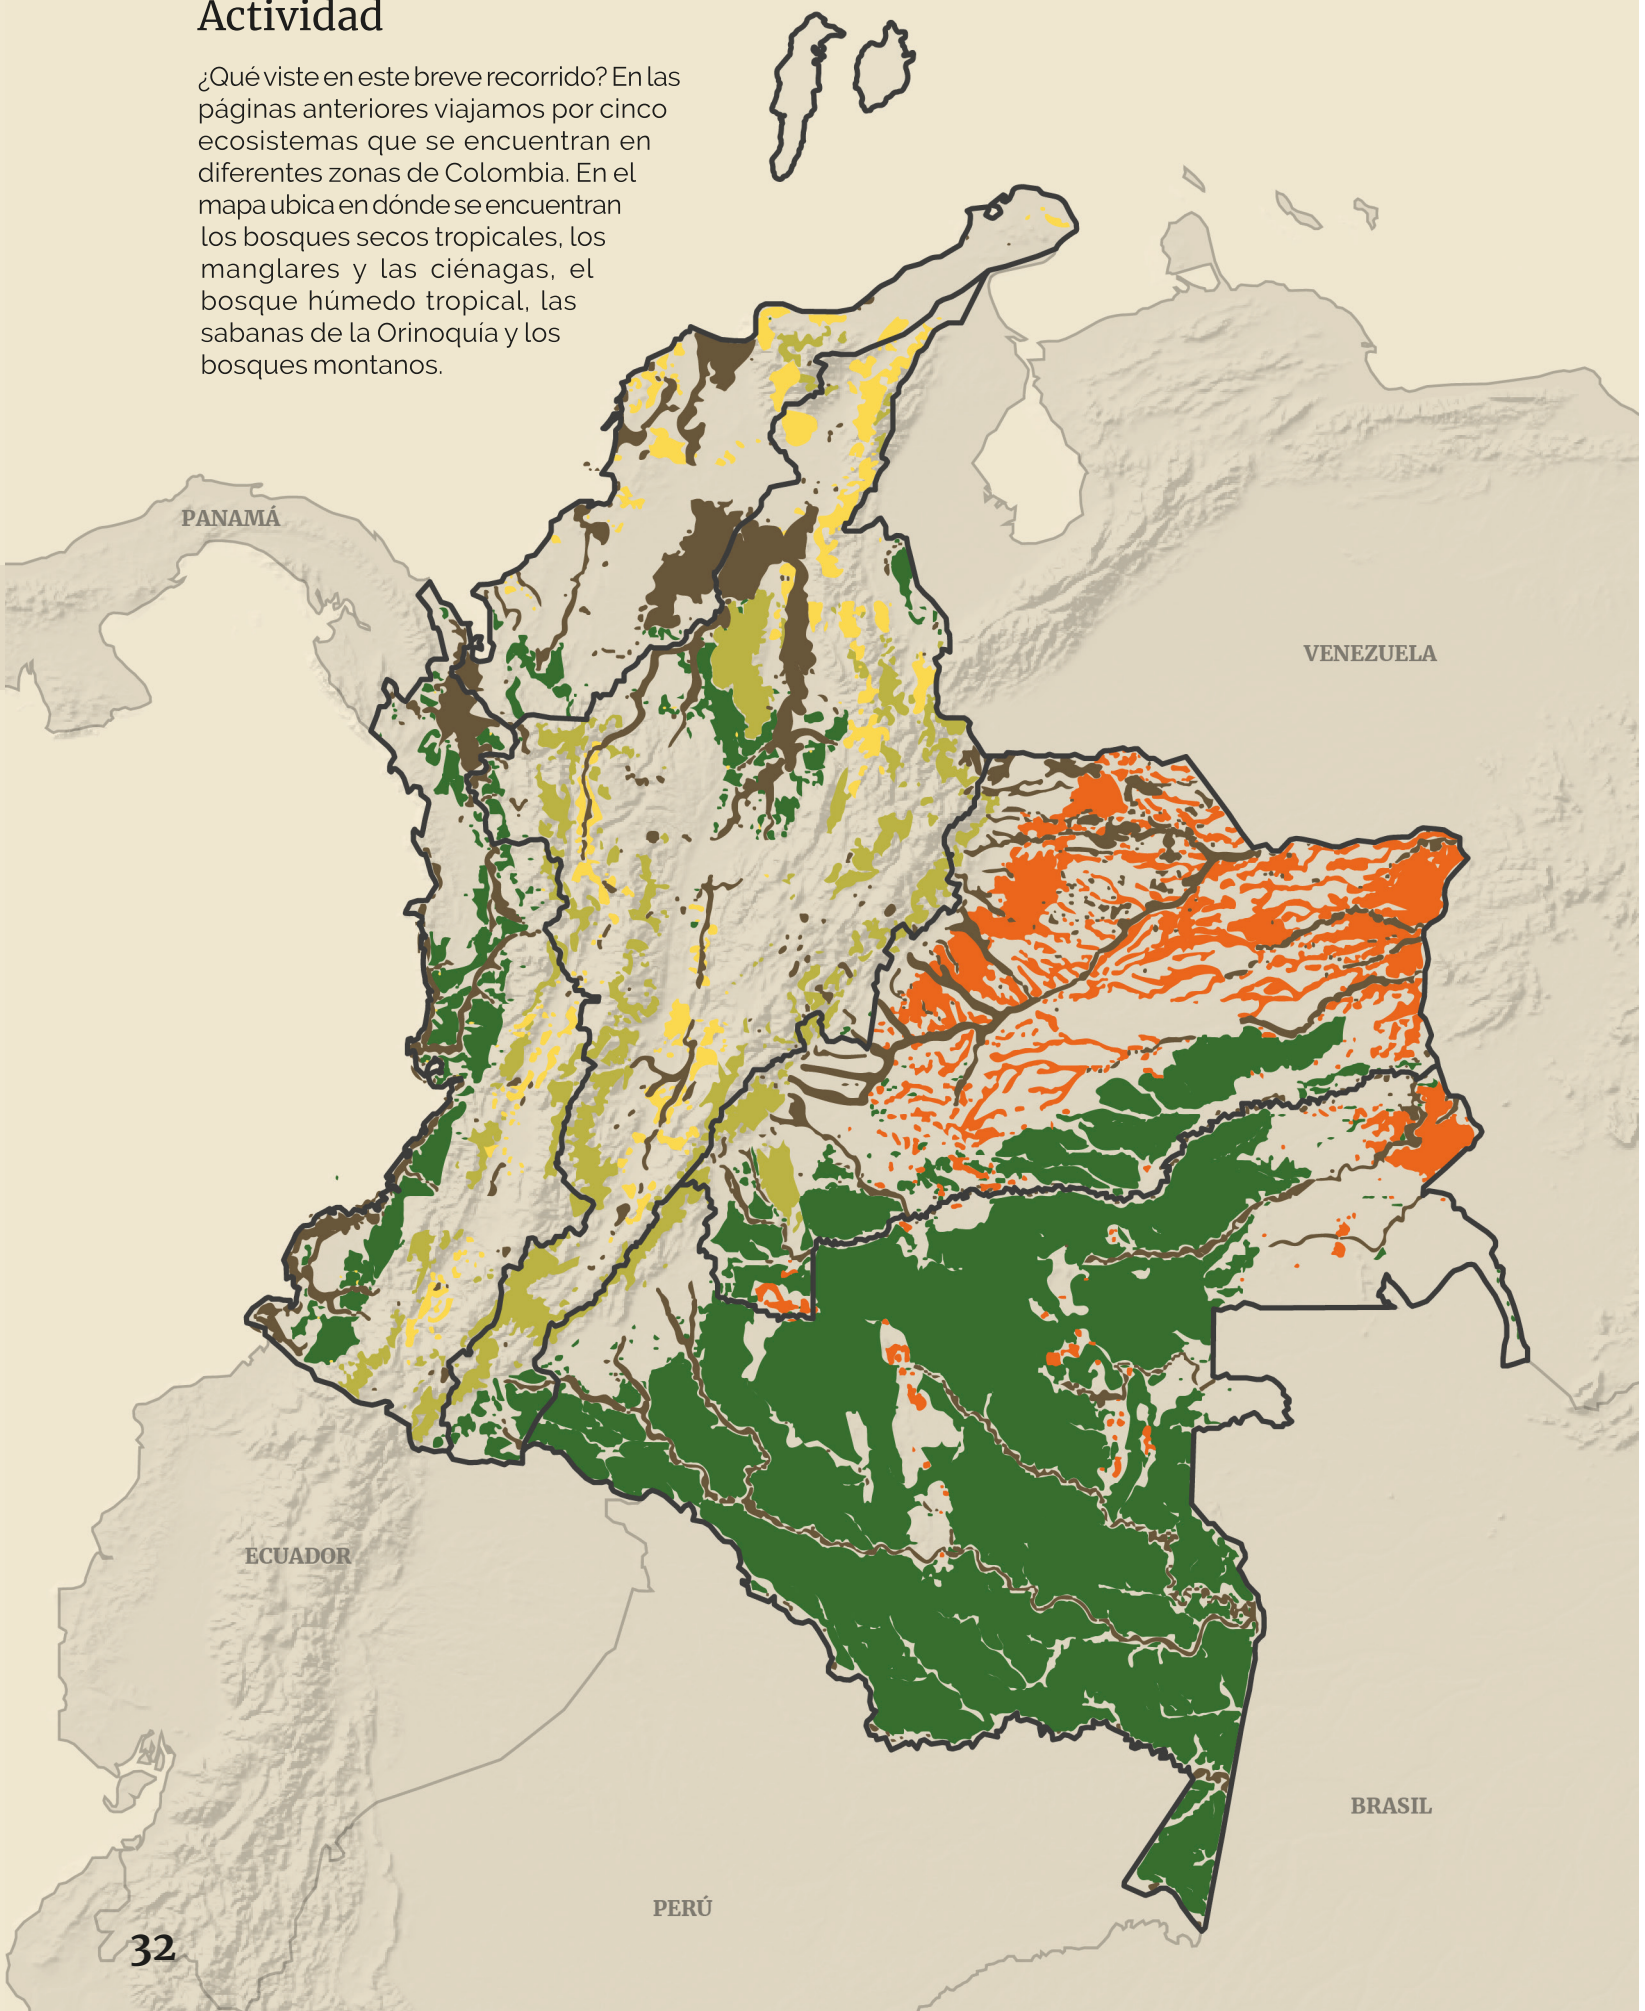 Actividad
¿Qué viste en este breve recorrido? En las
páginas anteriores viajamos por cinco
ecosistemas que se encuentran en
diferentes zonas de Colombia. En el
mapa ubica en dónde se encuentran
los bosques secos tropicales, los
manglares y las ciénagas, el
bosque húmedo tropical, las
sabanas de la Orinoquía y los
bosques montanos.
PANAMÁ
VENEZUELA
ECUADOR
BRASIL
PERÚ
32